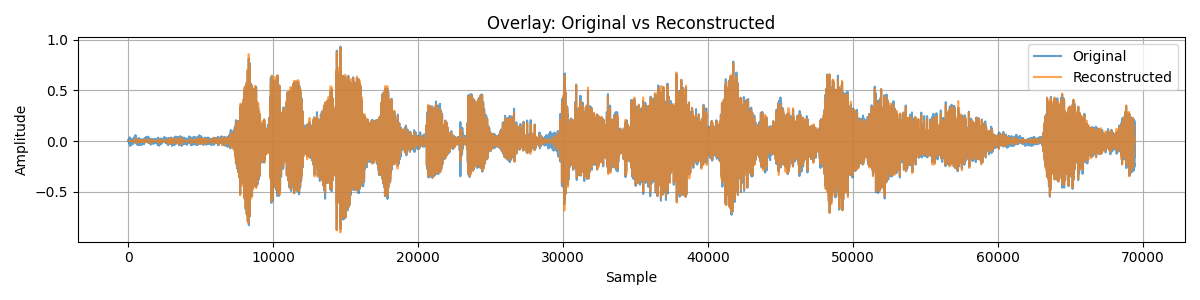 Overlay: Original vs Reconstructed
Original
Reconstructed
Amplitude
1.0
0.5
0.0
−0.5
0 10000 20000 30000 40000 50000 60000 70000
Sample